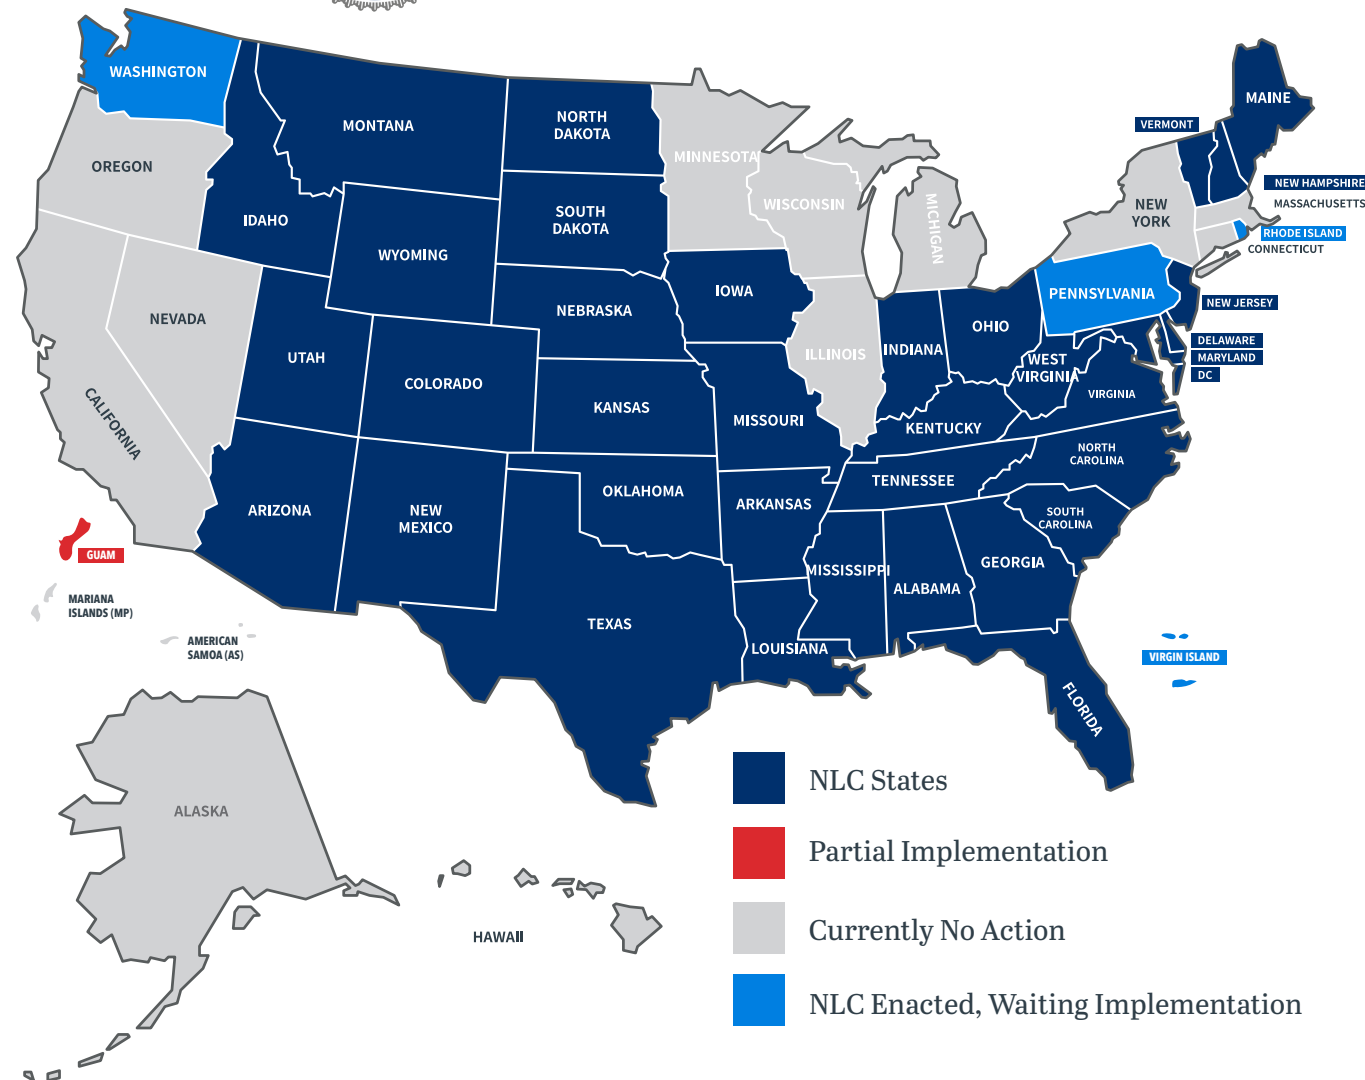 WASHINGTON
OREGON
CALIFORNIA
NEVADA
IDAHO
MONTANA
WYOMING
UTAH
COLORADO
ARIZONA
NEW
MEXICO
NORTH
DAKOTA
SOUTH
DAKOTA
NEBRASKA
KANSAS
OKLAHOMA
TEXAS
MINNESOTA
IOWA
MISSOURI
ARKANSAS
LOUISIANA
WISCONSIN
ILLINOIS
MICHIGAN
INDIANA
OHIO
KENTUCKY
TENNESSEE
MISSISSIPPI
ALABAMA
GEORGIA
FLORIDA
SOUTH
CAROLINA
NORTH
CAROLINA
VIRGINIA
WEST
VIRGINIA
PENNSYLVANIA
NEW
YORK
VERMONT
MAINE
NEW HAMPSHIRE
MASSACHUSETTS
RHODE ISLAND
CONNECTICUT
NEW JERSEY
DELAWARE
MARYLAND
DC
GUAM
MARIANA
ISLANDS (MP)
AMERICAN
SAMOA (AS)
VIRGIN ISLAND
ALASKA
HAWAII
NLC States
Partial Implementation
Currently No Action
NLC Enacted, Waiting Implementation